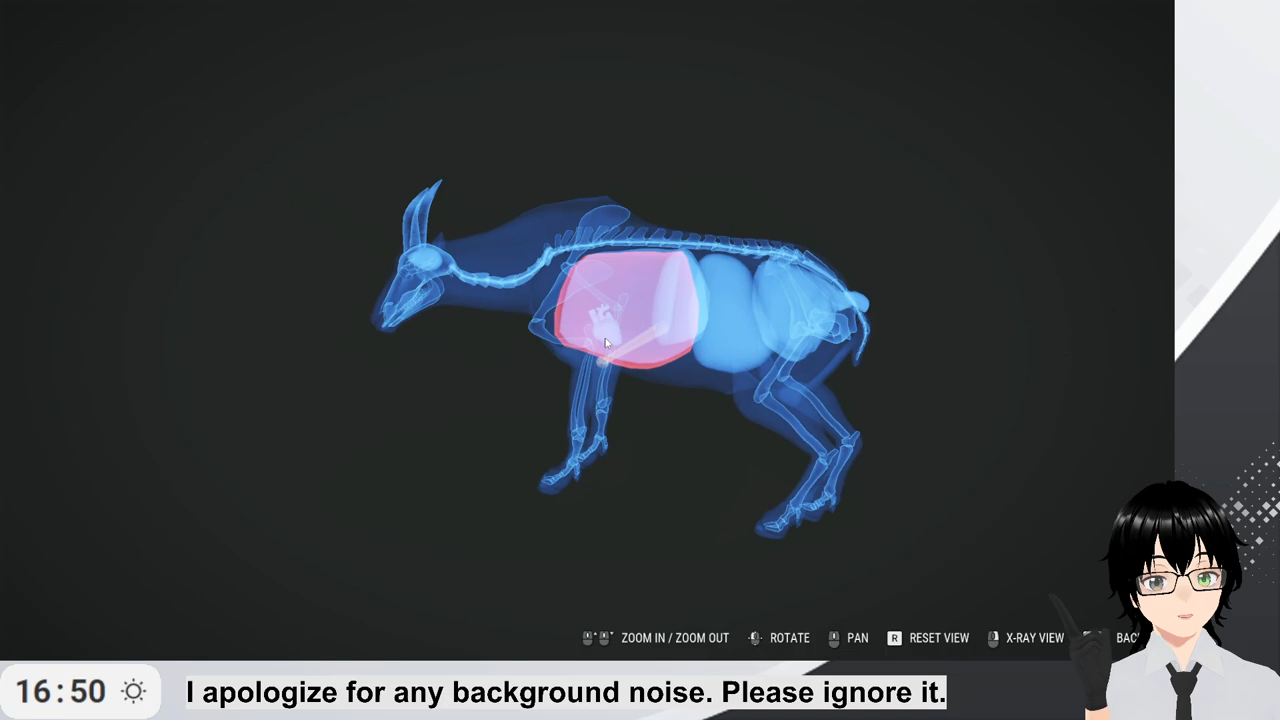 ZOOM IN / ZOOM OUT ROTATE PAN R RESET VIEW X-RAY VIEW
16:50 I apologize for any background noise. Please ignore it.